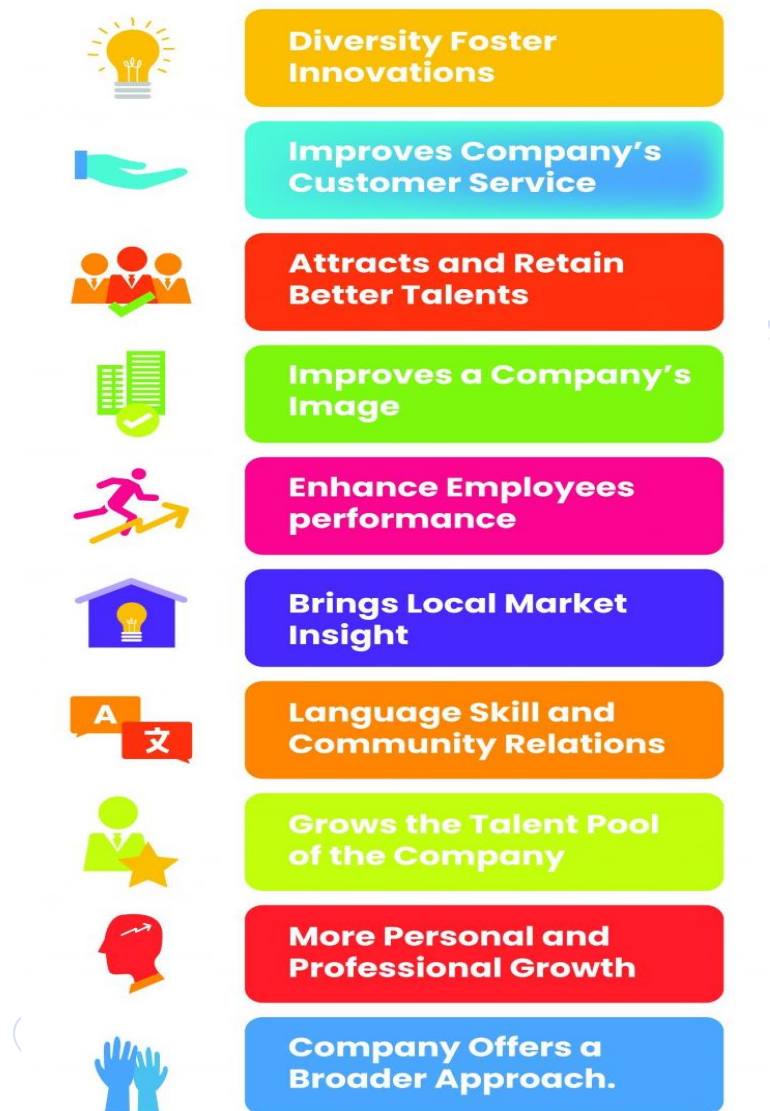 Diversity Foster
Innovations
Improves Company’s
Customer Service
Attracts and Retain
Better Talents
Improves a Company’s
Image
Enhance Employees
performance
Brings Local Market
Insight
A
文
Language Skill and
Community Relations
Grows the Talent Pool
of the Company
More Personal and
Professional Growth
Company Offers a
Broader Approach.